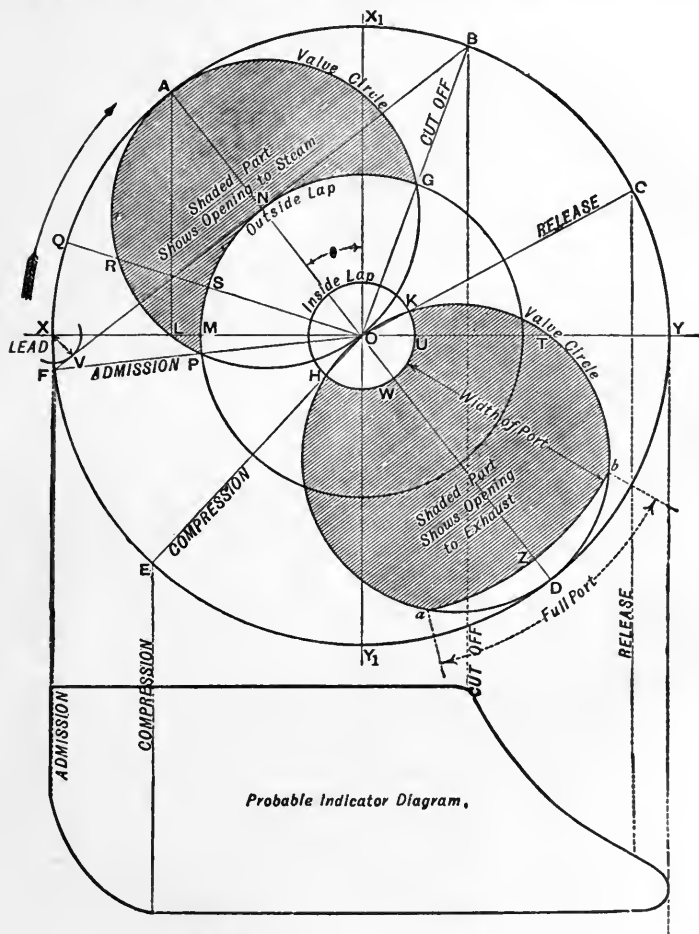 X1
B
Valve Circle
A
CUT OFF
Shaded Part
Shows Opening to Steam
C
G
N
Outside Lap
RELEASE
Q
θ
R
S
Inside Lap
K
Valve Circle
X
L
M
O
U
T
Y
LEAD
V
F
ADMISSION
P
H
W
Width of Port
b
COMPRESSION
Shaded Part
Shows Opening
to Exhaust
E
Z
D
a
Full Port
Y1
CUT OFF
RELEASE
COMPRESSION
ADMISSION
Probable Indicator Diagram.